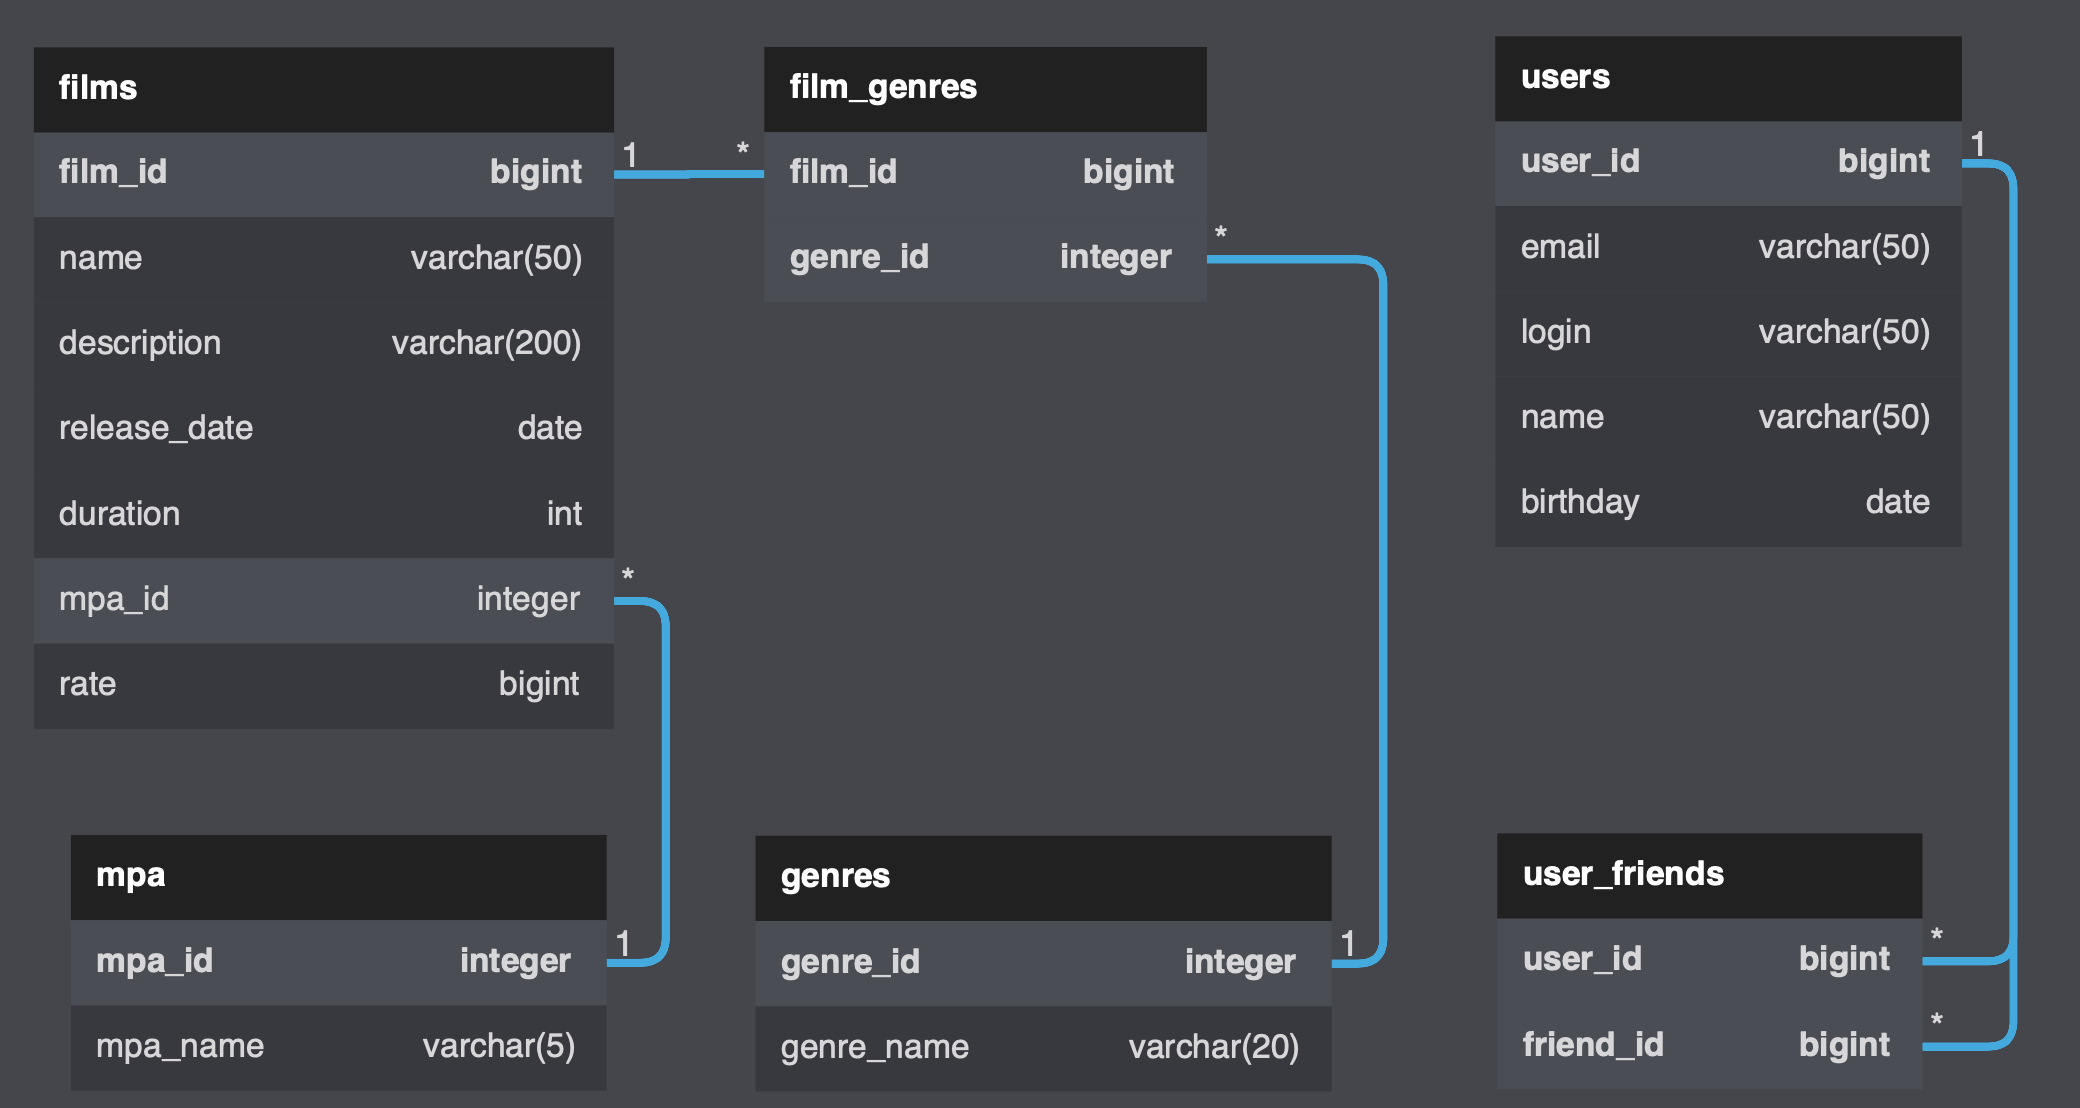 films
film_id bigint
name varchar(50)
description varchar(200)
release_date date
duration int
mpa_id integer
rate bigint
1 *
*
film_genres
film_id bigint
genre_id integer
*
users
user_id bigint
email varchar(50)
login varchar(50)
name varchar(50)
birthday date
1
mpa
mpa_id integer
mpa_name varchar(5)
1
genres
genre_id integer
genre_name varchar(20)
1
user_friends
user_id bigint
friend_id bigint
*
*